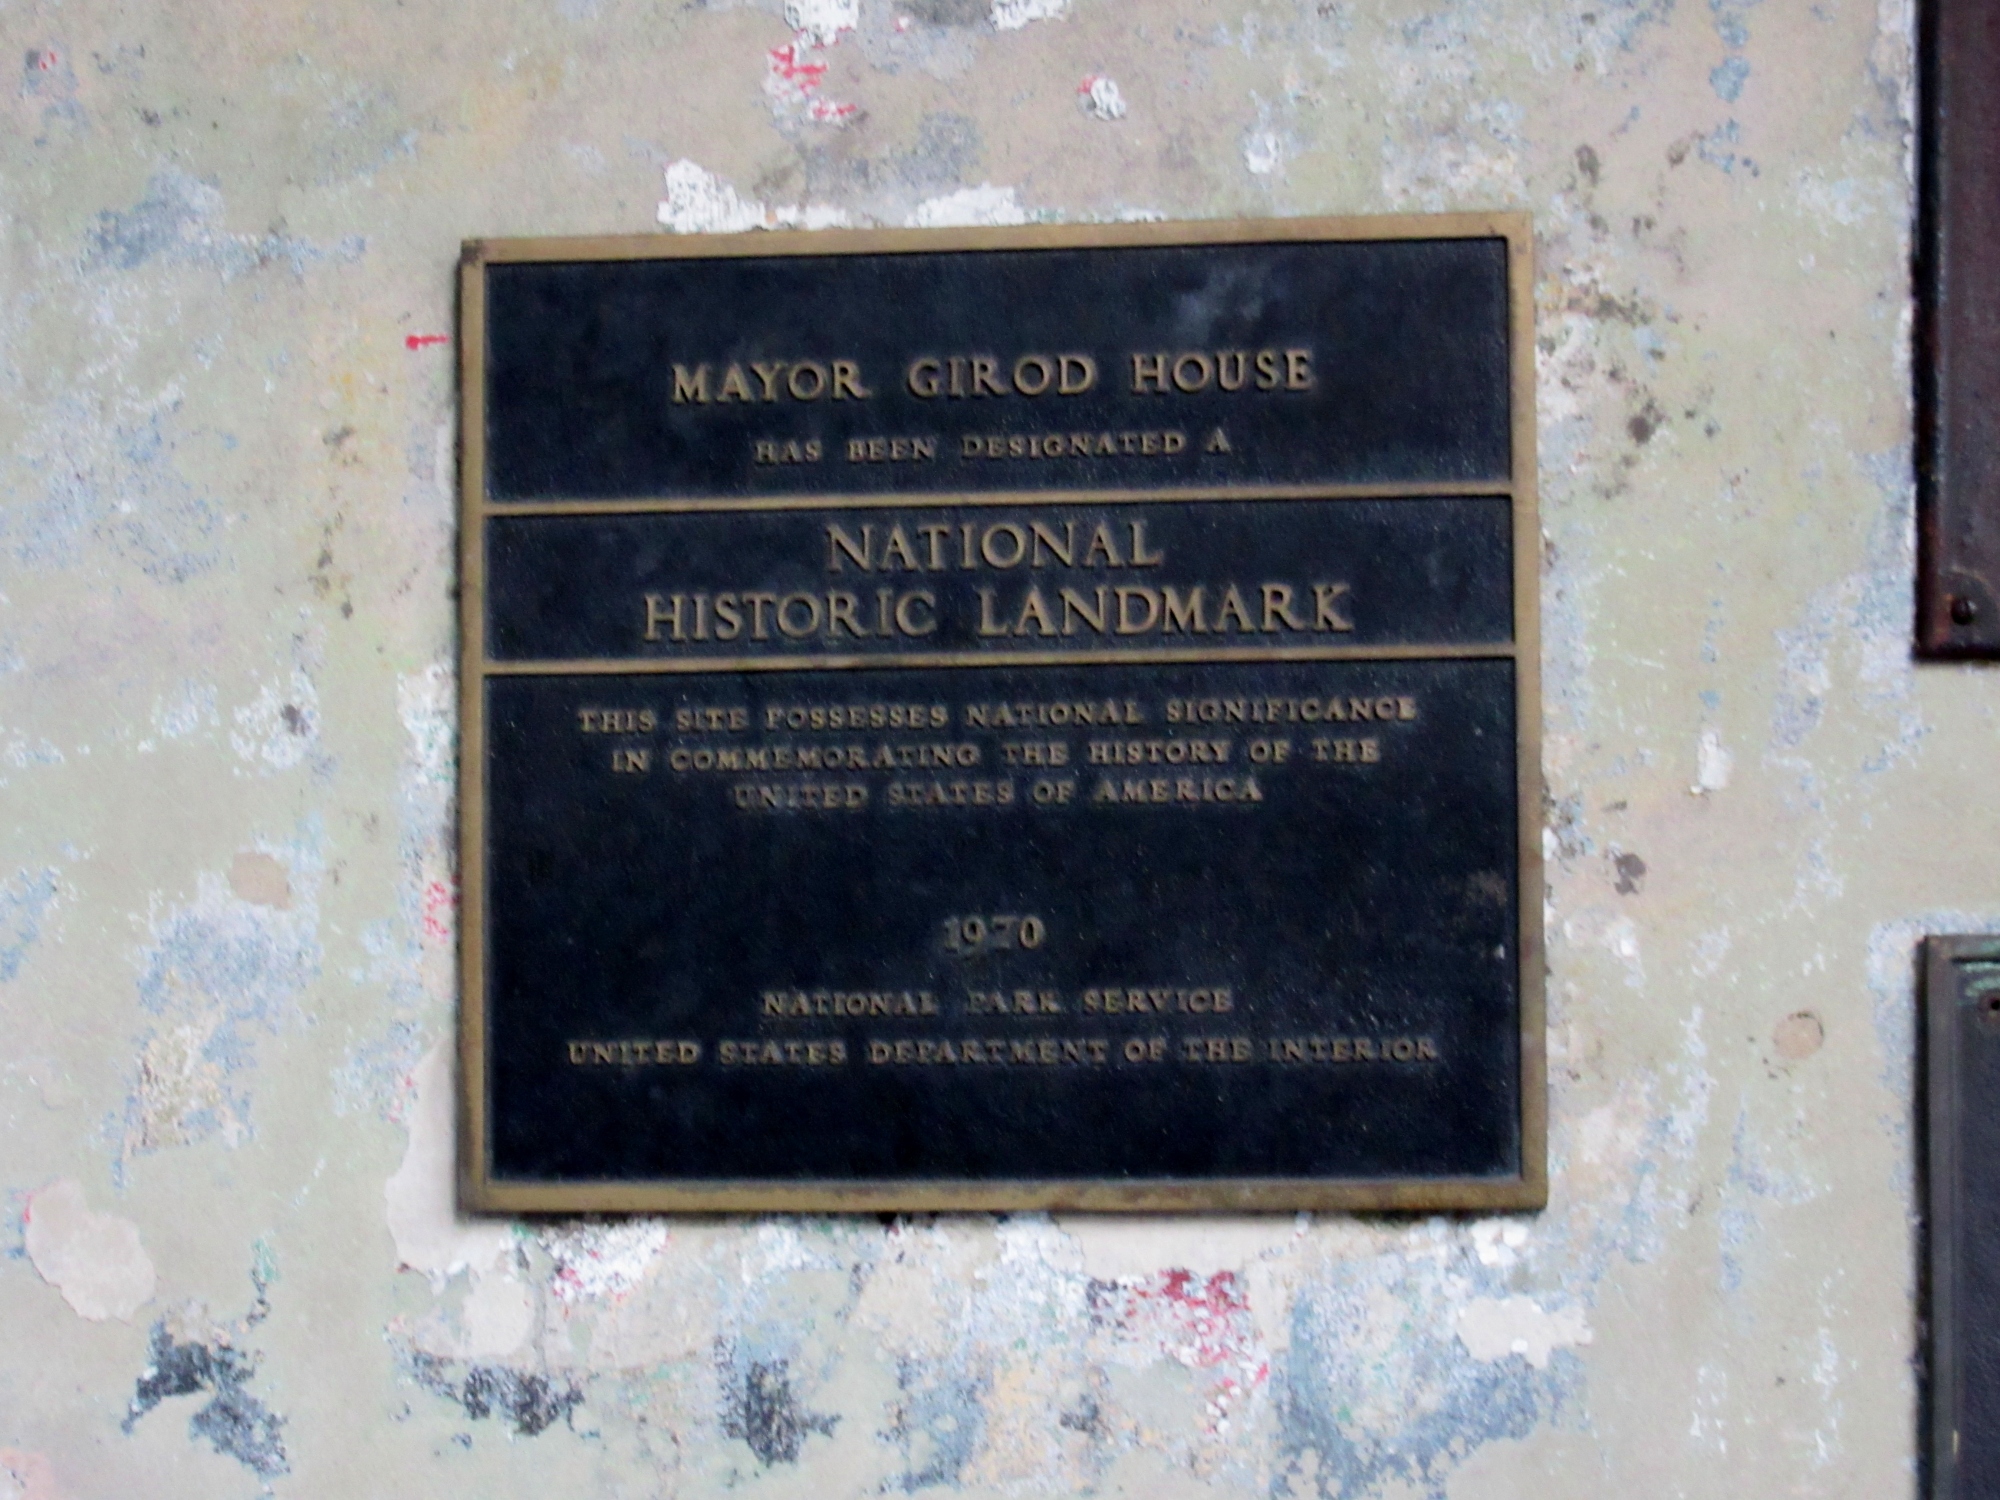 MAYOR GIROD HOUSE
HAS BEEN DESIGNATED A
NATIONAL
HISTORIC LANDMARK
THIS SITE POSSESSES NATIONAL SIGNIFICANCE
IN COMMEMORATING THE HISTORY OF THE
UNITED STATES OF AMERICA
1970
NATIONAL PARK SERVICE
UNITED STATES DEPARTMENT OF THE INTERIOR